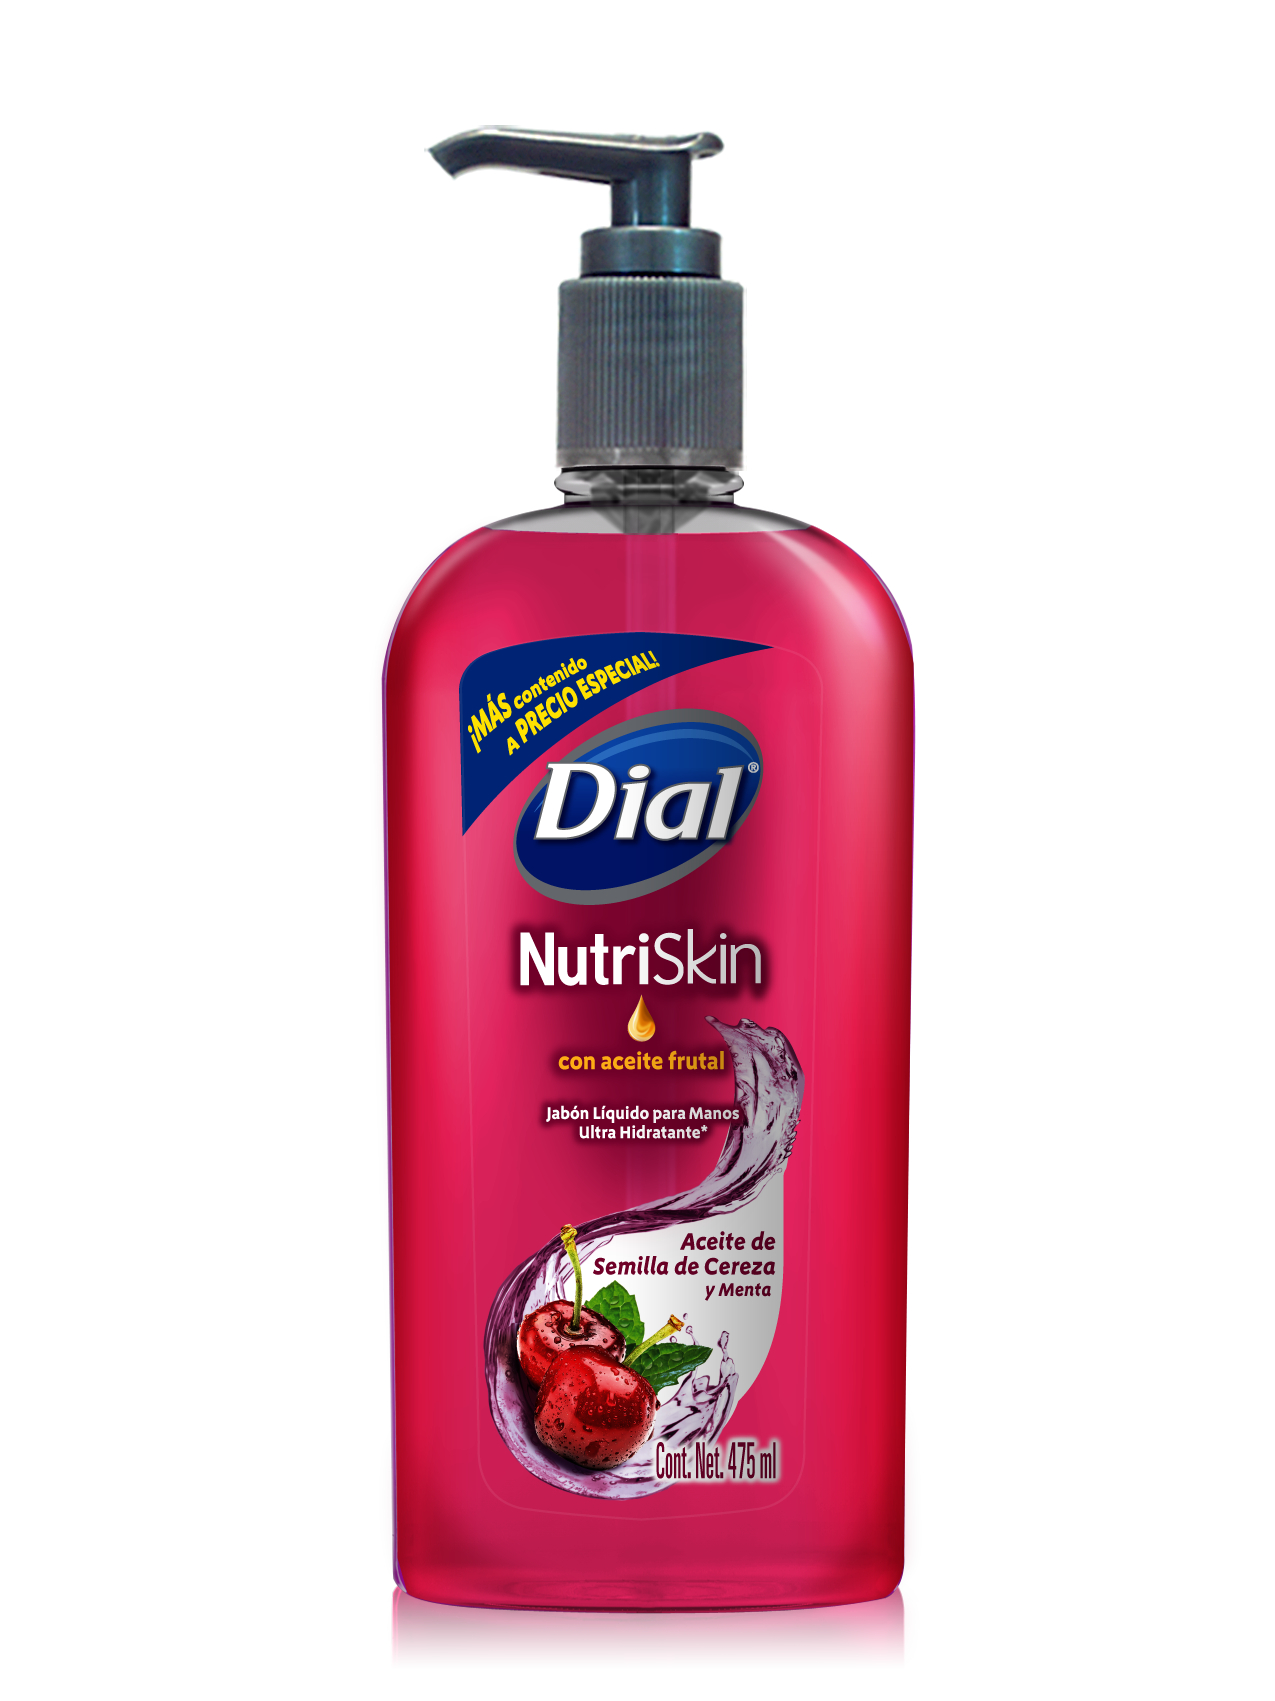 ¡MÁS contenido
A PRECIO ESPECIAL!
Dial®
NutriSkin
con aceite frutal
Jabón Líquido para Manos
Ultra Hidratante*
Aceite de
Semilla de Cereza
y Menta
Cont. Net. 475 ml